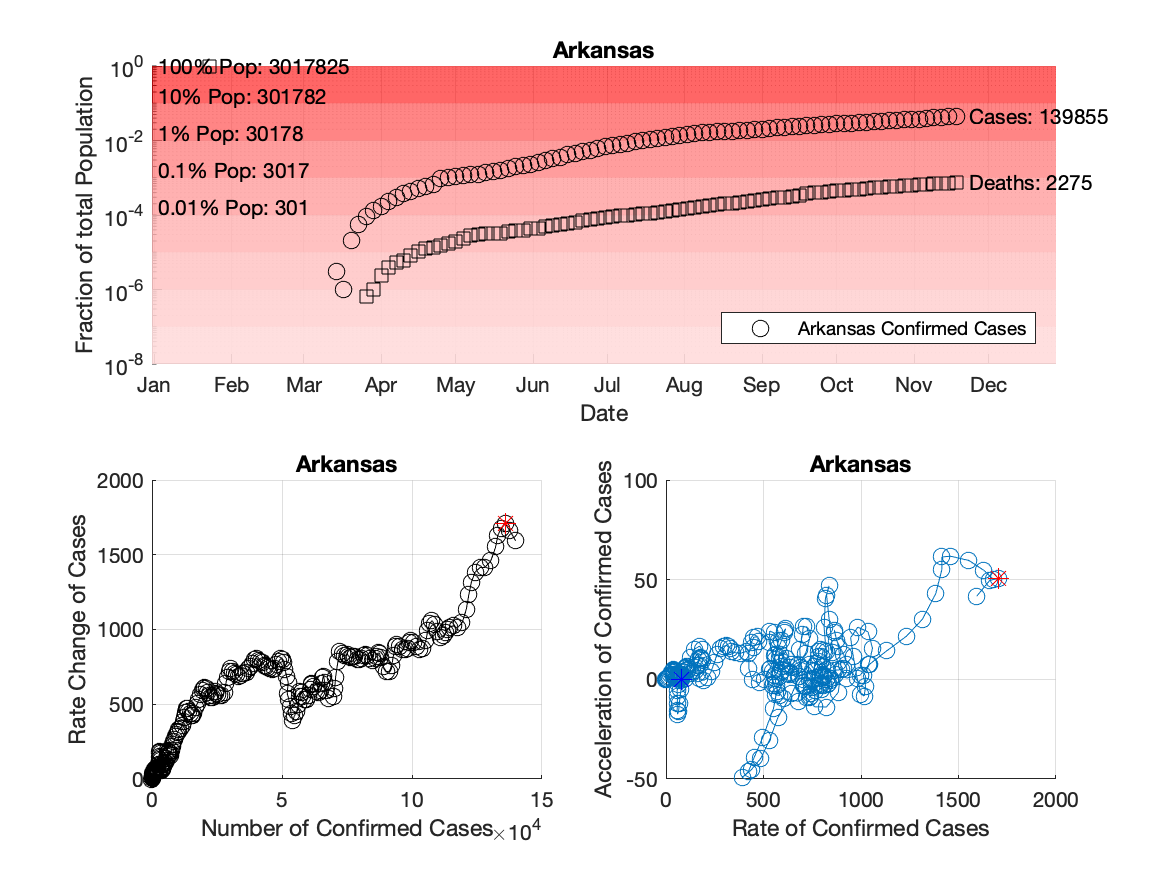 Arkansas
10^0
10^-2
10^-4
10^-6
10^-8
Fraction of total Population
100% Pop: 3017825
10% Pop: 301782
1% Pop: 30178
0.1% Pop: 3017
0.01% Pop: 301
Cases: 139855
Deaths: 2275
Arkansas Confirmed Cases
Jan Feb Mar Apr May Jun Jul Aug Sep Oct Nov Dec
Date
Arkansas
2000
1500
1000
500
0
Rate Change of Cases
0 5 10 15
Number of Confirmed Cases
×10^4
Arkansas
100
50
0
-50
Acceleration of Confirmed Cases
0 500 1000 1500 2000
Rate of Confirmed Cases